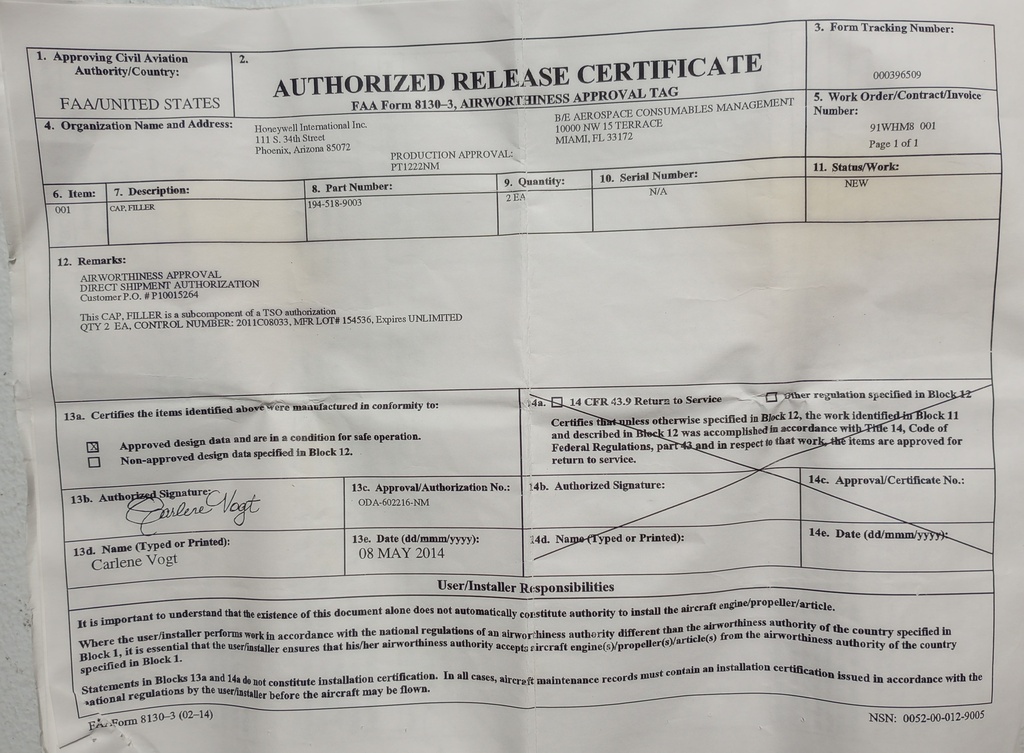 1. Approving Civil Aviation
Authority/Country:
FAA/UNITED STATES
2.
AUTHORIZED RELEASE CERTIFICATE
FAA Form 8130–3, AIRWORTHINESS APPROVAL TAG
3. Form Tracking Number:
000396509
4. Organization Name and Address:
Honeywell International Inc.
111 S. 34th Street
Phoenix, Arizona 85072
PRODUCTION APPROVAL:
PT1222NM
B/E AEROSPACE CONSUMABLES MANAGEMENT
10000 NW 15 TERRACE
MIAMI, FL 33172
5. Work Order/Contract/Invoice
Number:
91WHM8 001
Page 1 of 1
6. Item:
7. Description:
8. Part Number:
9. Quantity:
10. Serial Number:
11. Status/Work:
001
CAP, FILLER
194-518-9003
2 EA
N/A
NEW
12. Remarks:
AIRWORTHINESS APPROVAL
DIRECT SHIPMENT AUTHORIZATION
Customer P.O. # P10015264
This CAP, FILLER is a subcomponent of a TSO authorization
QTY 2 EA, CONTROL NUMBER: 2011C08033, MFR LOT# 154536, Expires UNLIMITED
13a. Certifies the items identified above were manufactured in conformity to:
X Approved design data and are in a condition for safe operation.
Non-approved design data specified in Block 12.
14a. 14 CFR 43.9 Return to Service
Other regulation specified in Block 12
Certifies that unless otherwise specified in Block 12, the work identified in Block 11
and described in Block 12 was accomplished in accordance with Title 14, Code of
Federal Regulations, part 43 and in respect to that work, the items are approved for
return to service.
13b. Authorized Signature:
Carlene Vogt
13c. Approval/Authorization No.:
ODA-602216-NM
14b. Authorized Signature:
14c. Approval/Certificate No.:
13d. Name (Typed or Printed):
Carlene Vogt
13e. Date (dd/mmm/yyyy):
08 MAY 2014
14d. Name (Typed or Printed):
14e. Date (dd/mmm/yyyy):
User/Installer Responsibilities
It is important to understand that the existence of this document alone does not automatically constitute authority to install the aircraft engine/propeller/article.
Where the user/installer performs work in accordance with the national regulations of an airworthiness authority different than the airworthiness authority of the country specified in
Block 1, it is essential that the user/installer ensures that his/her airworthiness authority accepts aircraft engine(s)/propeller(s)/article(s) from the airworthiness authority of the country
specified in Block 1.
Statements in Blocks 13a and 14a do not constitute installation certification. In all cases, aircraft maintenance records must contain an installation certification issued in accordance with the
national regulations by the user/installer before the aircraft may be flown.
FAA Form 8130–3 (02-14)
NSN: 0052-00-012-9005